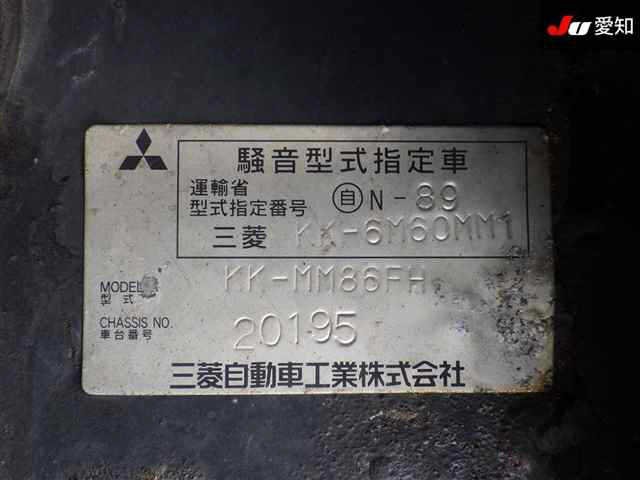 JU 愛知
騒音型式指定車
運輸省
型式指定番号 自 N-89
三菱 KK-6M60MM1
MODEL
型式
KK-MM86FH
CHASSIS NO.
車台番号
20195
三菱自動車工業株式会社